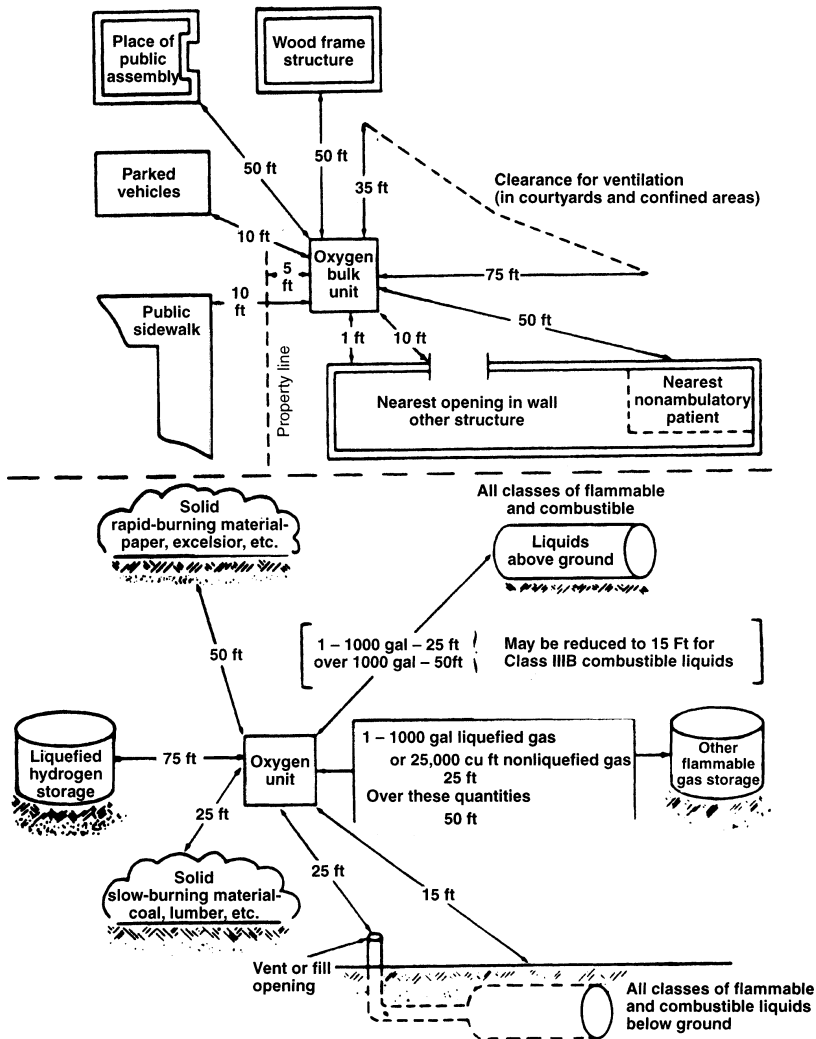 Place of
public
assembly
Wood frame
structure
50 ft
50 ft
35 ft
Parked
vehicles
Clearance for ventilation
(in courtyards and confined areas)
10 ft
Oxygen
bulk
unit
5
ft
75 ft
10
ft
Public
sidewalk
50 ft
1 ft
10 ft
Property line
Nearest opening in wall
other structure
Nearest
nonambulatory
patient
Solid
rapid-burning material-
paper, excelsior, etc.
All classes of flammable
and combustible
Liquids
above ground
50 ft
1 – 1000 gal – 25 ft
over 1000 gal – 50ft
May be reduced to 15 Ft for
Class IIIB combustible liquids
Liquefied
hydrogen
storage
75 ft
Oxygen
unit
1 – 1000 gal liquefied gas
or 25,000 cu ft nonliquefied gas
25 ft
Over these quantities
50 ft
Other
flammable
gas storage
25 ft
Solid
slow-burning material-
coal, lumber, etc.
25 ft
15 ft
Vent or fill
opening
All classes of flammable
and combustible liquids
below ground